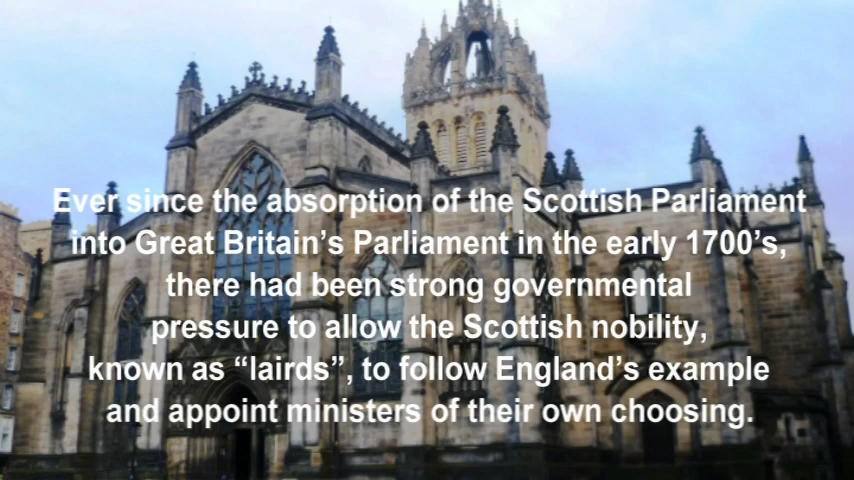 Ever since the absorption of the Scottish Parliament
into Great Britain’s Parliament in the early 1700’s,
there had been strong governmental
pressure to allow the Scottish nobility,
known as “lairds”, to follow England’s example
and appoint ministers of their own choosing.